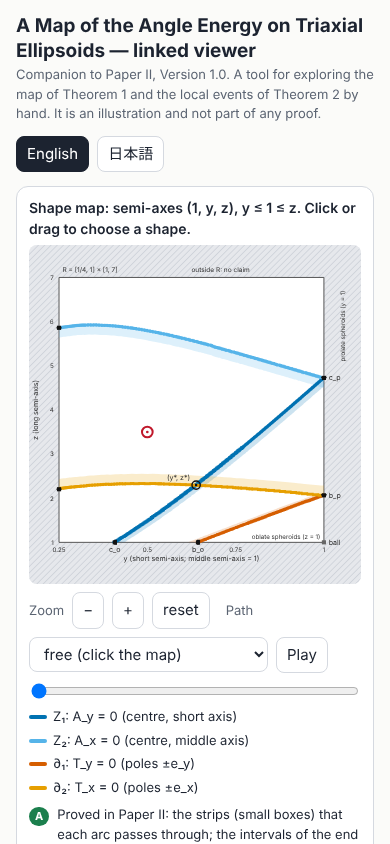 A Map of the Angle Energy on Triaxial
Ellipsoids — linked viewer
Companion to Paper II, Version 1.0. A tool for exploring the
map of Theorem 1 and the local events of Theorem 2 by
hand. It is an illustration and not part of any proof.
English
日本語
Shape map: semi-axes (1, y, z), y ≤ 1 ≤ z. Click or
drag to choose a shape.
R = [1/4, 1] × [1, 7]
outside R: no claim
7
6
5
4
3
2
1
z (long semi-axis)
prolate spheroids (y = 1)
c_p
(y*, z*)
b_p
oblate spheroids (z = 1)
ball
0.25
c_o
0.5
b_o
0.75
1
y (short semi-axis; middle semi-axis = 1)
Zoom
−
+
reset
Path
free (click the map)
Play
Z₁: A_y = 0 (centre, short axis)
Z₂: A_x = 0 (centre, middle axis)
∂₁: T_y = 0 (poles ±e_y)
∂₂: T_x = 0 (poles ±e_x)
A
Proved in Paper II: the strips (small boxes) that
each arc passes through; the intervals of the end